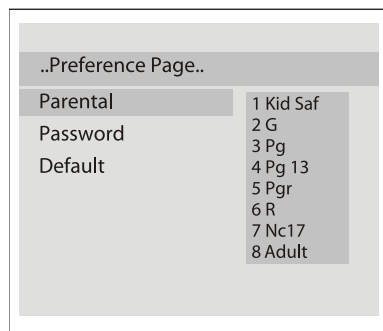 ..Preference Page..
Parental
Password
Default
1 Kid Saf
2 G
3 Pg
4 Pg 13
5 Pgr
6 R
7 Nc17
8 Adult